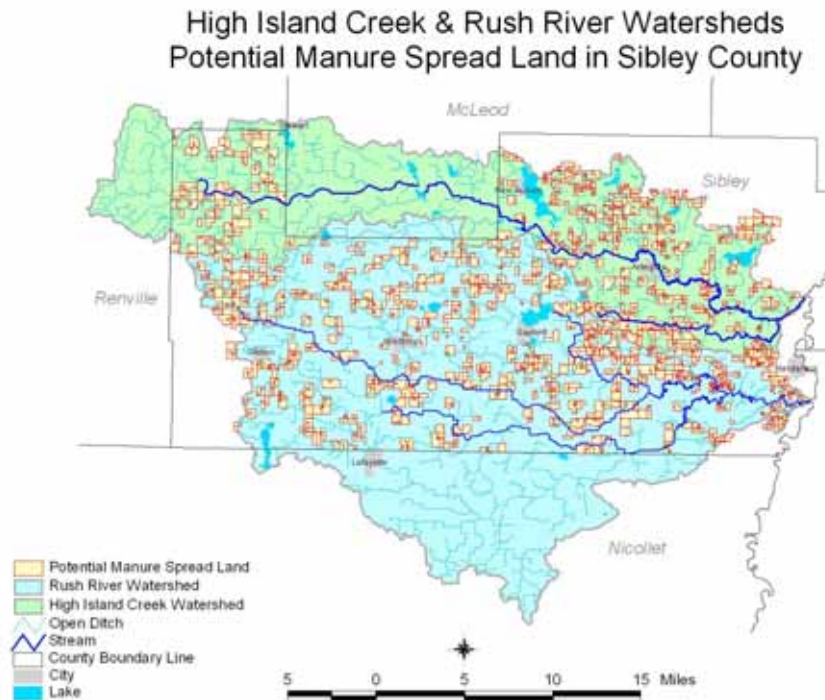 High Island Creek & Rush River Watersheds
Potential Manure Spread Land in Sibley County
McLeod
Sibley
Renville
Lafayette
Nicollet
Potential Manure Spread Land
Rush River Watershed
High Island Creek Watershed
Open Ditch
Stream
County Boundary Line
City
Lake
5 0 5 10 15 Miles